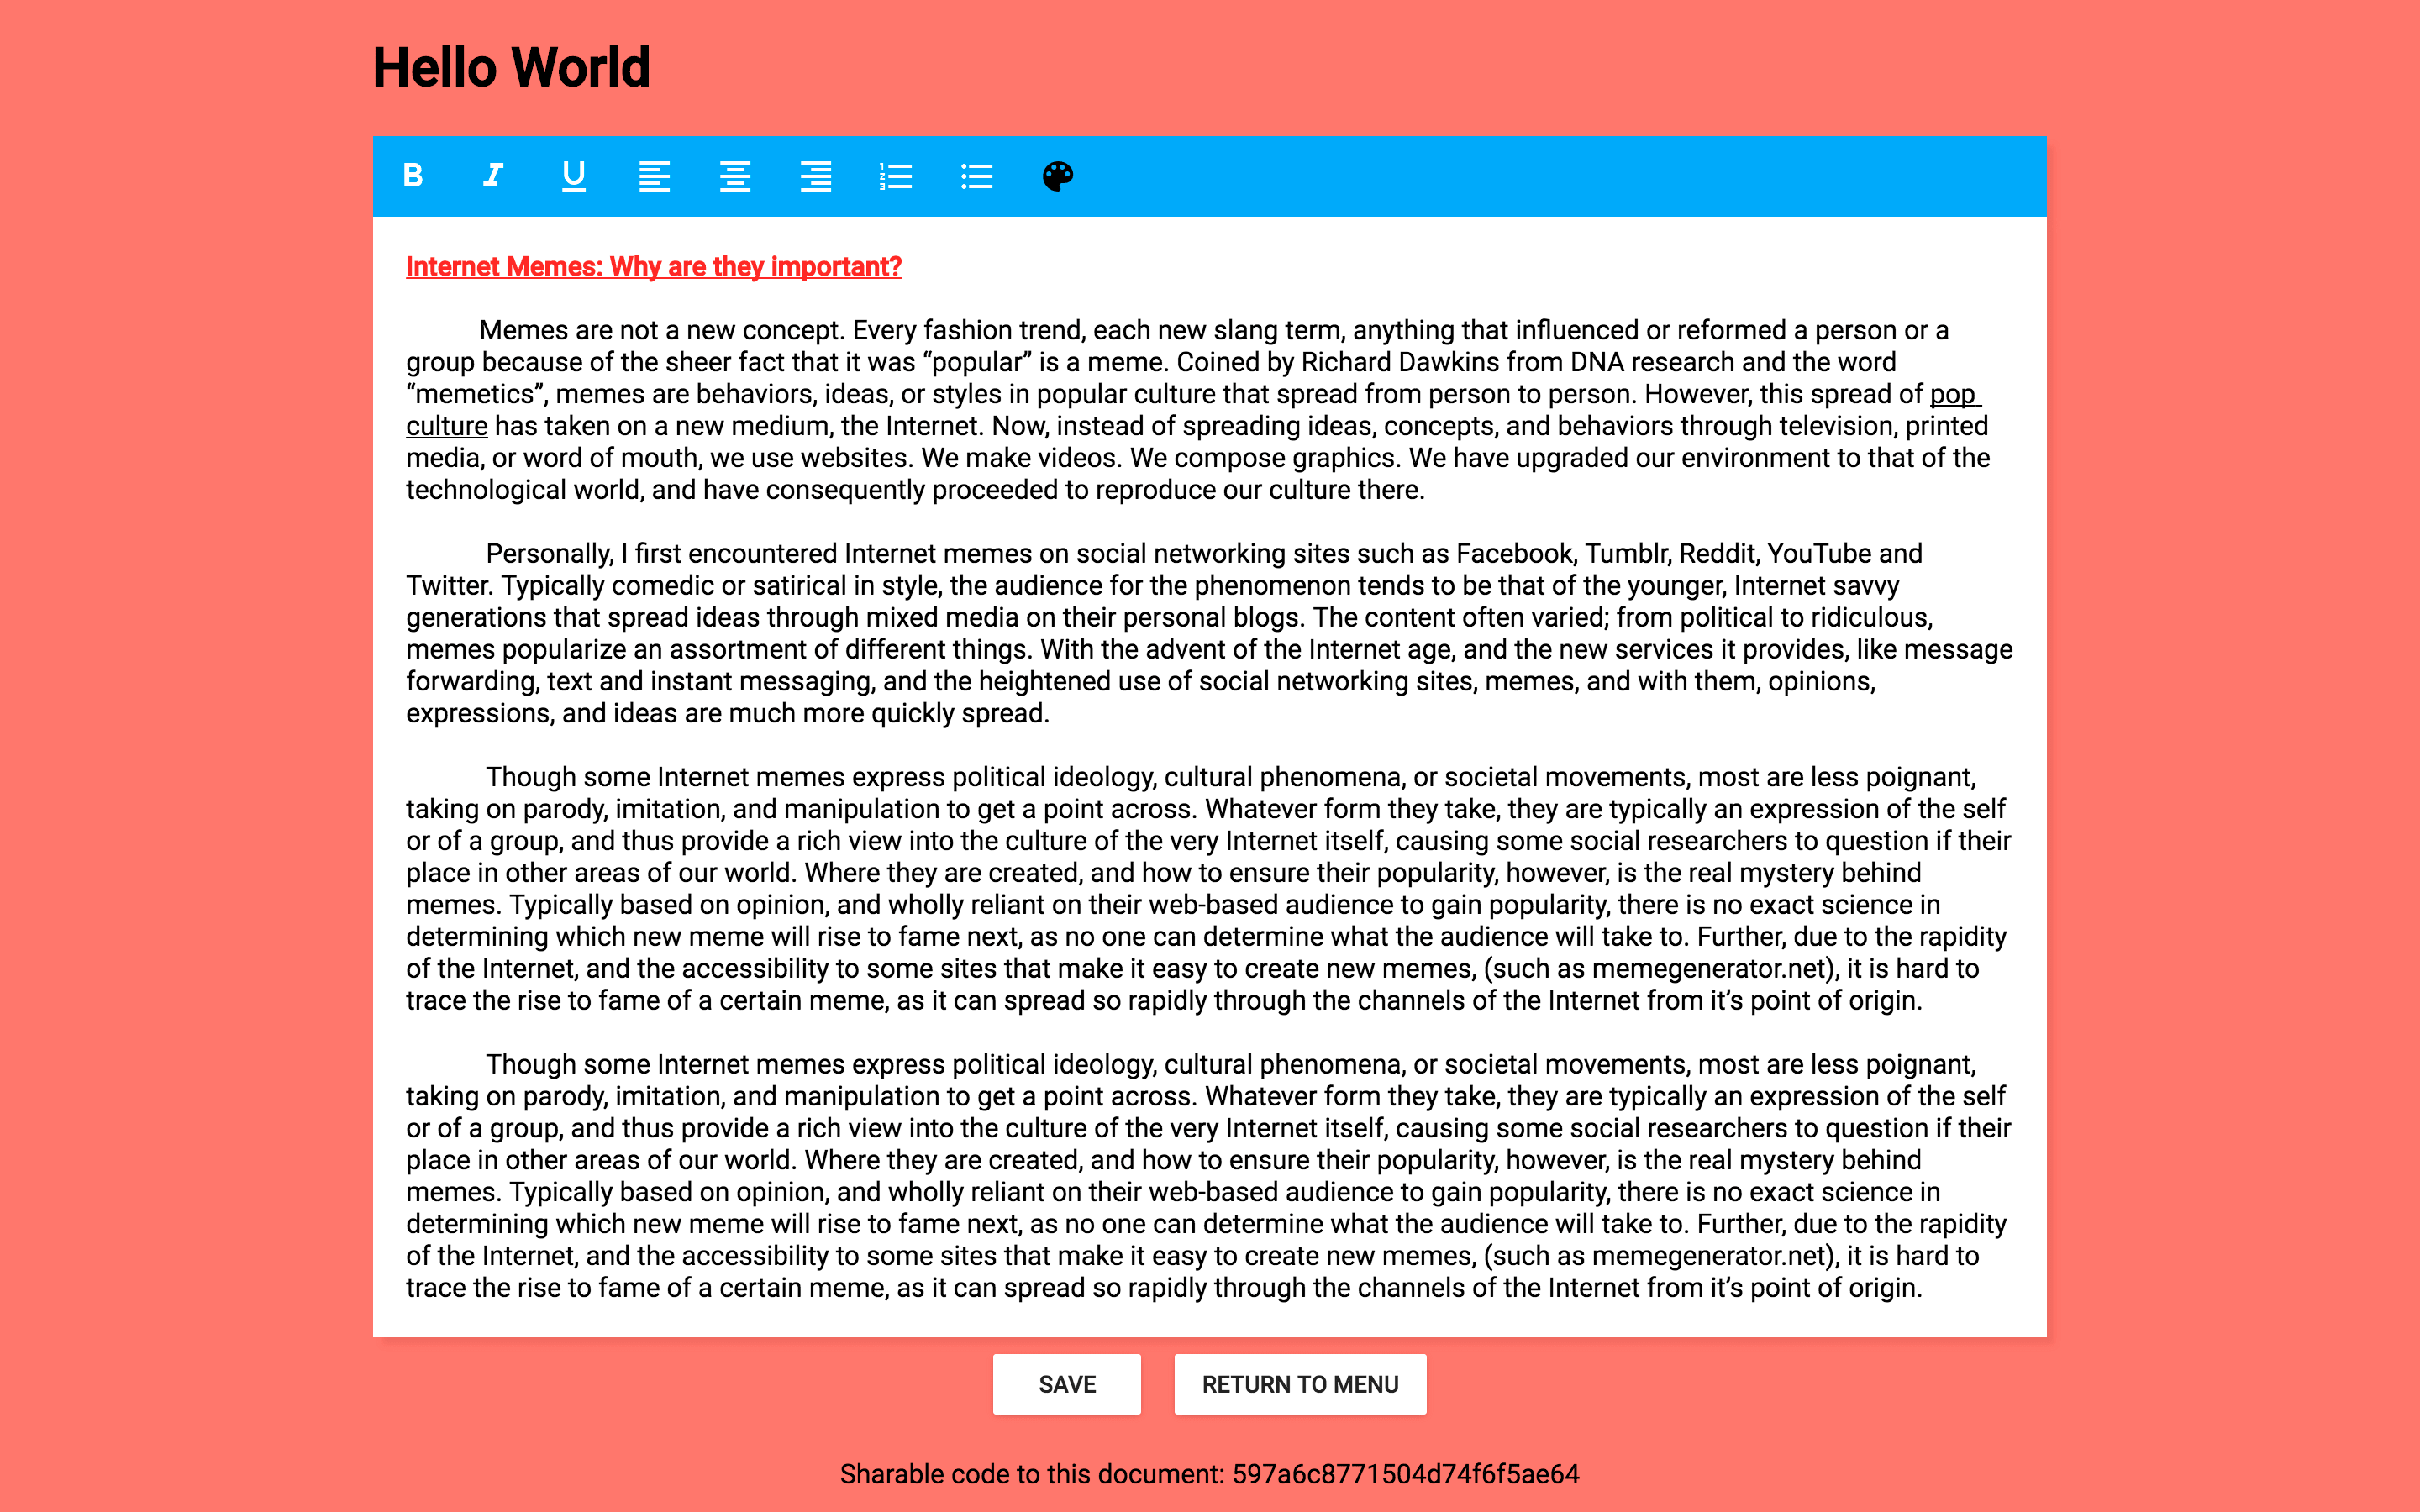 Hello World
B I U
Internet Memes: Why are they important?
Memes are not a new concept. Every fashion trend, each new slang term, anything that influenced or reformed a person or a
group because of the sheer fact that it was “popular” is a meme. Coined by Richard Dawkins from DNA research and the word
“memetics”, memes are behaviors, ideas, or styles in popular culture that spread from person to person. However, this spread of pop
culture has taken on a new medium, the Internet. Now, instead of spreading ideas, concepts, and behaviors through television, printed
media, or word of mouth, we use websites. We make videos. We compose graphics. We have upgraded our environment to that of the
technological world, and have consequently proceeded to reproduce our culture there.
Personally, I first encountered Internet memes on social networking sites such as Facebook, Tumblr, Reddit, YouTube and
Twitter. Typically comedic or satirical in style, the audience for the phenomenon tends to be that of the younger, Internet savvy
generations that spread ideas through mixed media on their personal blogs. The content often varied; from political to ridiculous,
memes popularize an assortment of different things. With the advent of the Internet age, and the new services it provides, like message
forwarding, text and instant messaging, and the heightened use of social networking sites, memes, and with them, opinions,
expressions, and ideas are much more quickly spread.
Though some Internet memes express political ideology, cultural phenomena, or societal movements, most are less poignant,
taking on parody, imitation, and manipulation to get a point across. Whatever form they take, they are typically an expression of the self
or of a group, and thus provide a rich view into the culture of the very Internet itself, causing some social researchers to question if their
place in other areas of our world. Where they are created, and how to ensure their popularity, however, is the real mystery behind
memes. Typically based on opinion, and wholly reliant on their web-based audience to gain popularity, there is no exact science in
determining which new meme will rise to fame next, as no one can determine what the audience will take to. Further, due to the rapidity
of the Internet, and the accessibility to some sites that make it easy to create new memes, (such as memegenerator.net), it is hard to
trace the rise to fame of a certain meme, as it can spread so rapidly through the channels of the Internet from it’s point of origin.
Though some Internet memes express political ideology, cultural phenomena, or societal movements, most are less poignant,
taking on parody, imitation, and manipulation to get a point across. Whatever form they take, they are typically an expression of the self
or of a group, and thus provide a rich view into the culture of the very Internet itself, causing some social researchers to question if their
place in other areas of our world. Where they are created, and how to ensure their popularity, however, is the real mystery behind
memes. Typically based on opinion, and wholly reliant on their web-based audience to gain popularity, there is no exact science in
determining which new meme will rise to fame next, as no one can determine what the audience will take to. Further, due to the rapidity
of the Internet, and the accessibility to some sites that make it easy to create new memes, (such as memegenerator.net), it is hard to
trace the rise to fame of a certain meme, as it can spread so rapidly through the channels of the Internet from it’s point of origin.
SAVE RETURN TO MENU
Sharable code to this document: 597a6c8771504d74f6f5ae64